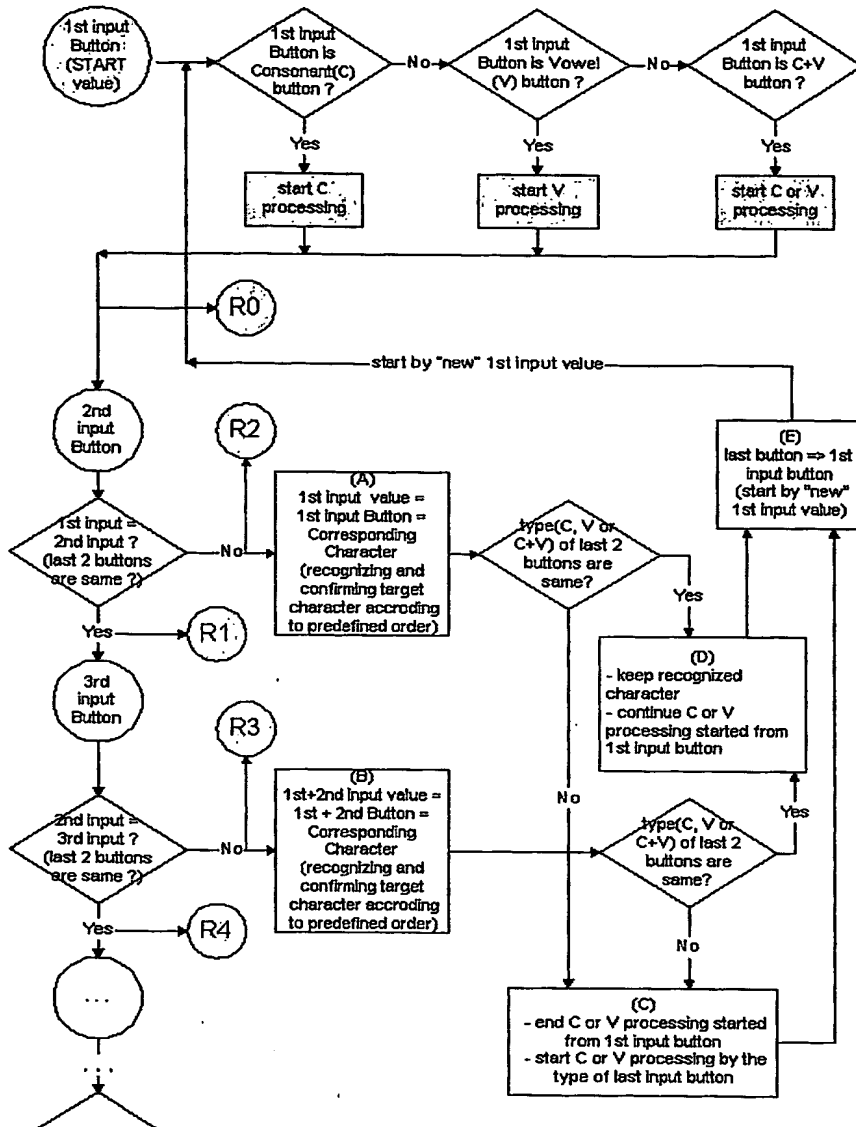 1st input
Button
(START
value)
1st input
Button is
Consonant(C)
button ?
No
1st input
Button is Vowel
(V) button ?
No
1st input
Button is C+V
button ?
Yes
Yes
Yes
start C
processing
start V
processing
start C or V
processing
R0
start by "new" 1st input value
2nd
input
Button
R2
(A)
1st input value =
1st input Button =
Corresponding
Character
(recognizing and
confirming target
character accroding
to predefined order)
(E)
last button => 1st
input button
(start by "new"
1st input value)
1st input =
2nd input ?
(last 2 buttons
are same ?)
No
type(C, V or
C+V) of last 2
buttons are
same?
Yes
Yes
R1
3rd
input
Button
(D)
- keep recognized
character
- continue C or V
processing started from
1st input button
R3
(B)
1st+2nd input value =
1st + 2nd Button =
Corresponding
Character
(recognizing and
confirming target
character accroding
to predefined order)
No
2nd input =
3rd input ?
(last 2 buttons
are same ?)
No
type(C, V or
C+V) of last 2
buttons are
same?
Yes
Yes
R4
No
...
(C)
- end C or V processing started
from 1st input button
- start C or V processing by the
type of last input button
...